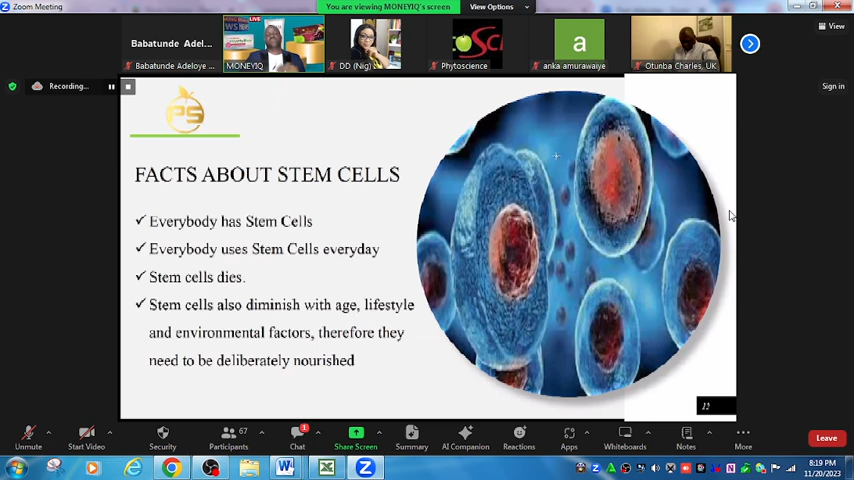 Zoom Meeting
You are viewing MONEYIQ's screen
View Options
LIVE
Babatunde Adel...
a
View
Babatunde Adeloye ...
MONEYIQ
DD (Nig)
Phytoscience
anka amurawaiye
Otunba Charles, UK
Recording...
Sign in
PS
FACTS ABOUT STEM CELLS
✓ Everybody has Stem Cells
✓ Everybody uses Stem Cells everyday
✓ Stem cells dies.
✓ Stem cells also diminish with age, lifestyle
and environmental factors, therefore they
need to be deliberately nourished
12
67
1
Unmute
Start Video
Security
Participants
Chat
Share Screen
Summary
AI Companion
Reactions
Apps
Whiteboards
Notes
More
Leave
8:19 PM
11/20/2023